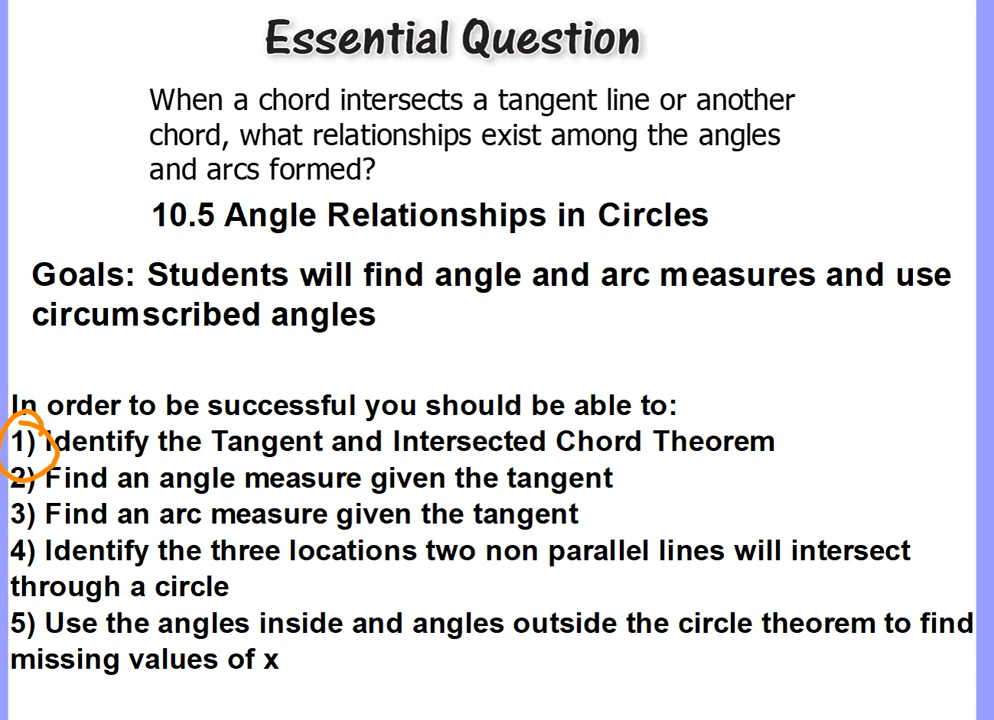 Essential Question
When a chord intersects a tangent line or another
chord, what relationships exist among the angles
and arcs formed?
10.5 Angle Relationships in Circles
Goals: Students will find angle and arc measures and use
circumscribed angles
In order to be successful you should be able to:
1) Identify the Tangent and Intersected Chord Theorem
2) Find an angle measure given the tangent
3) Find an arc measure given the tangent
4) Identify the three locations two non parallel lines will intersect
through a circle
5) Use the angles inside and angles outside the circle theorem to find
missing values of x